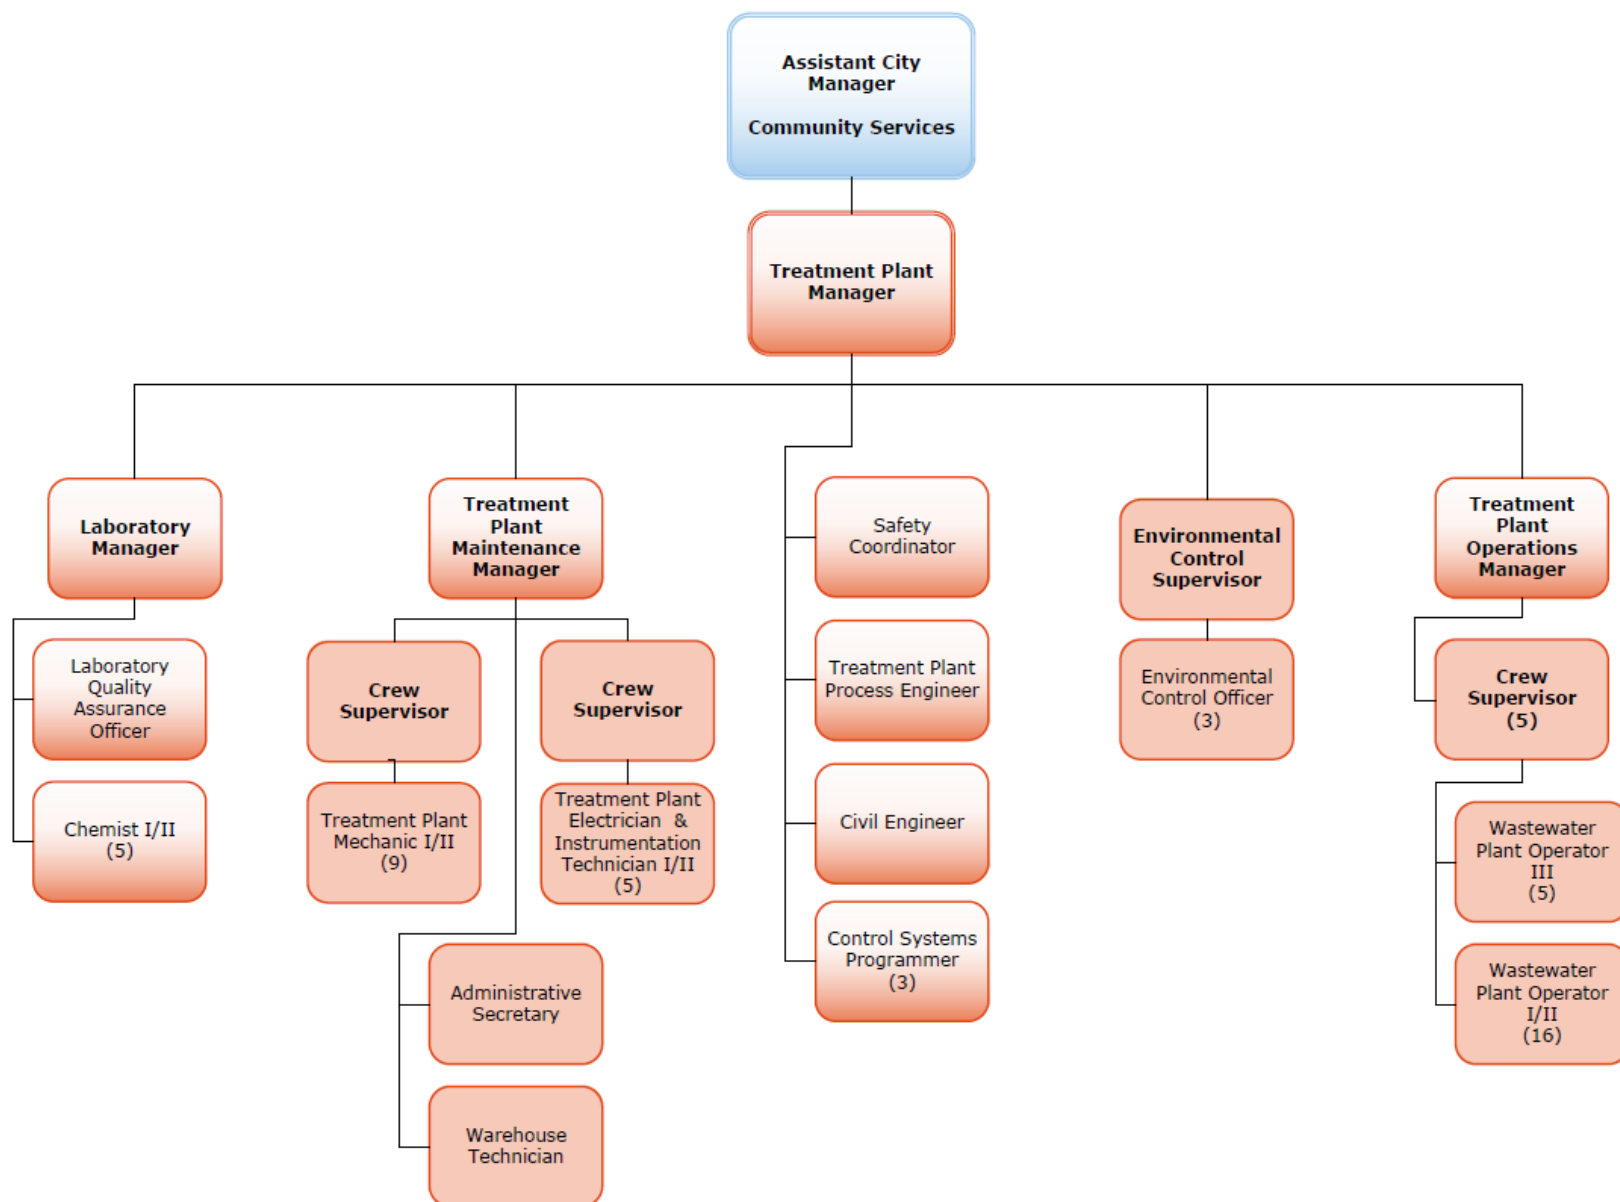 Assistant City
Manager
Community Services
Treatment Plant
Manager
Laboratory
Manager
Laboratory
Quality
Assurance
Officer
Chemist I/II
(5)
Treatment
Plant
Maintenance
Manager
Crew
Supervisor
Treatment Plant
Mechanic I/II
(9)
Crew
Supervisor
Treatment Plant
Electrician &
Instrumentation
Technician I/II
(5)
Administrative
Secretary
Warehouse
Technician
Safety
Coordinator
Treatment Plant
Process Engineer
Civil Engineer
Control Systems
Programmer
(3)
Environmental
Control
Supervisor
Environmental
Control Officer
(3)
Treatment
Plant
Operations
Manager
Crew
Supervisor
(5)
Wastewater
Plant Operator
III
(5)
Wastewater
Plant Operator
I/II
(16)